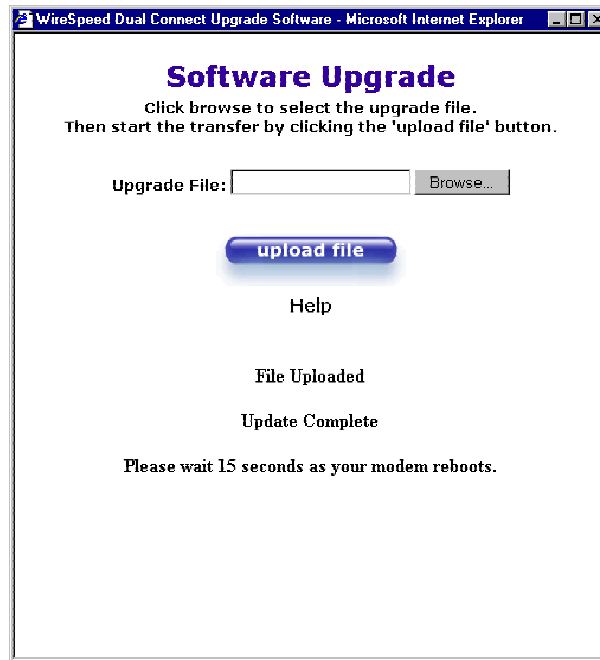 WireSpeed Dual Connect Upgrade Software - Microsoft Internet Explorer
Software Upgrade
Click browse to select the upgrade file.
Then start the transfer by clicking the 'upload file' button.
Upgrade File: Browse...
upload file
Help
File Uploaded
Update Complete
Please wait 15 seconds as your modem reboots.